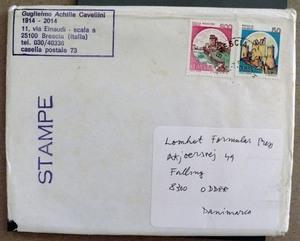 Guglielmo Achille Cavellini
1914 - 2014
11, via Einaudi - scala a
25100 Brescia (Italia)
tel. 030/40336
casella postale 73
STAMPE
Lomholt Formular Press
Falling
8300 ODDER
Danimarca